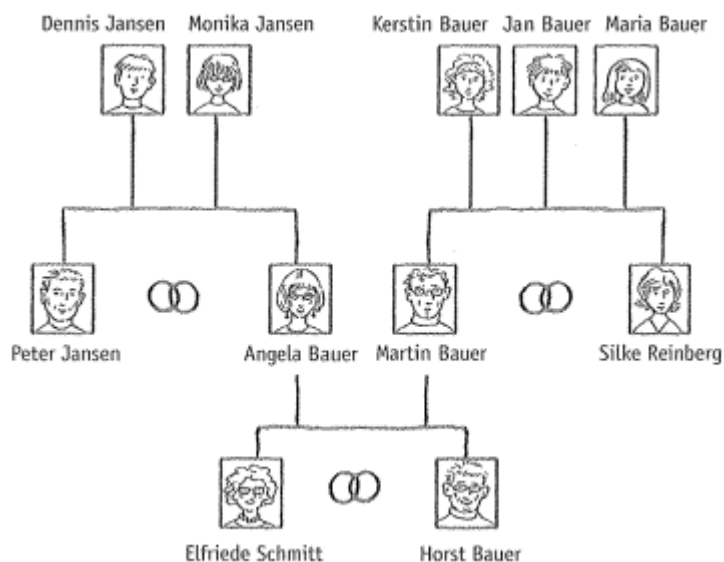 Dennis Jansen Monika Jansen Kerstin Bauer Jan Bauer Maria Bauer
Peter Jansen Angela Bauer Martin Bauer Silke Reinberg
Elfriede Schmitt Horst Bauer